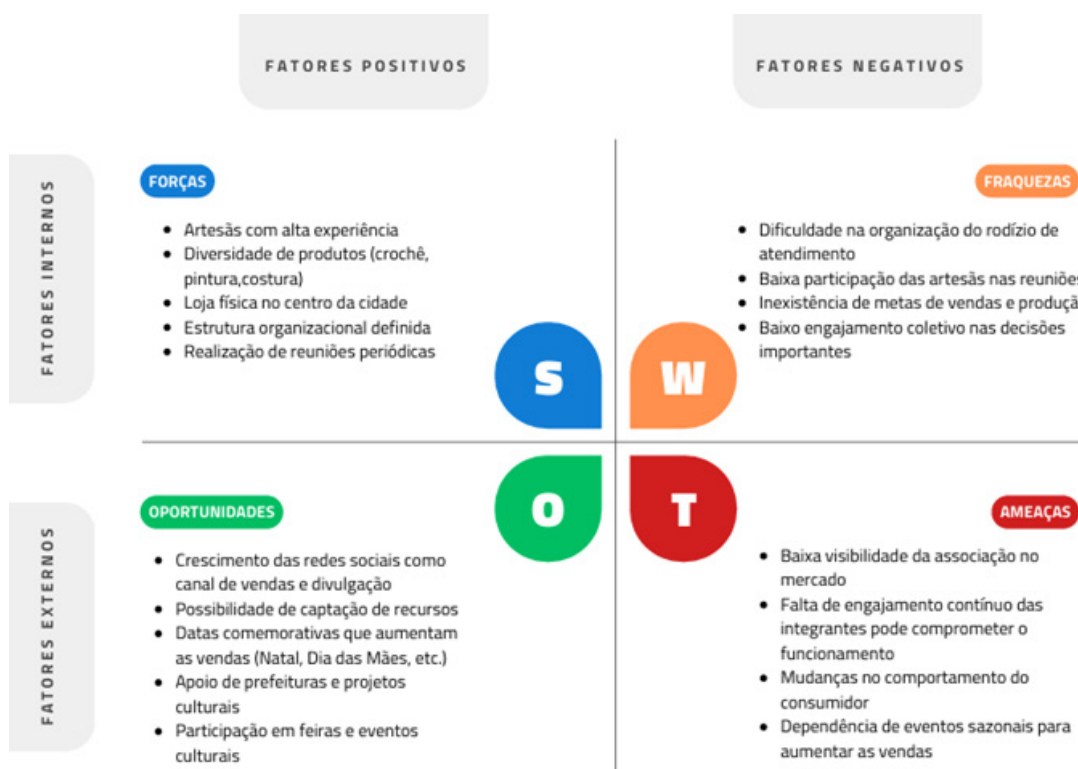 FATORES POSITIVOS
FATORES NEGATIVOS
FATORES INTERNOS
FORÇAS
• Artesãs com alta experiência
• Diversidade de produtos (crochê,
pintura,costura)
• Loja física no centro da cidade
• Estrutura organizacional definida
• Realização de reuniões periódicas
S
FRAQUEZAS
• Dificuldade na organização do rodízio de
atendimento
• Baixa participação das artesãs nas reuniões
• Inexistência de metas de vendas e produçã
• Baixo engajamento coletivo nas decisões
importantes
W
FATORES EXTERNOS
OPORTUNIDADES
• Crescimento das redes sociais como
canal de vendas e divulgação
• Possibilidade de captação de recursos
• Datas comemorativas que aumentam
as vendas (Natal, Dia das Mães, etc.)
• Apoio de prefeituras e projetos
culturais
• Participação em feiras e eventos
culturais
O
AMEAÇAS
• Baixa visibilidade da associação no
mercado
• Falta de engajamento contínuo das
integrantes pode comprometer o
funcionamento
• Mudanças no comportamento do
consumidor
• Dependência de eventos sazonais para
aumentar as vendas
T